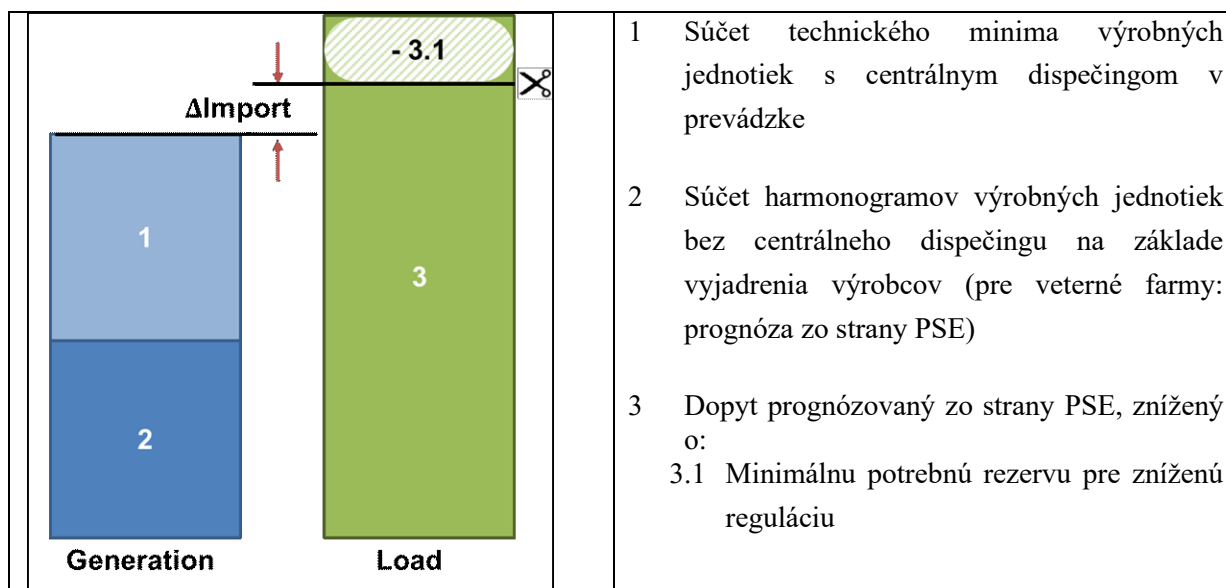 - 3.1
ΔImport
1
3
2
Generation
Load
1 Súčet technického minima výrobných
jednotiek s centrálnym dispečingom v
prevádzke
2 Súčet harmonogramov výrobných jednotiek
bez centrálneho dispečingu na základe
vyjadrenia výrobcov (pre veterné farmy:
prognóza zo strany PSE)
3 Dopyt prognózovaný zo strany PSE, znížený
o:
3.1 Minimálnu potrebnú rezervu pre zníženú
reguláciu